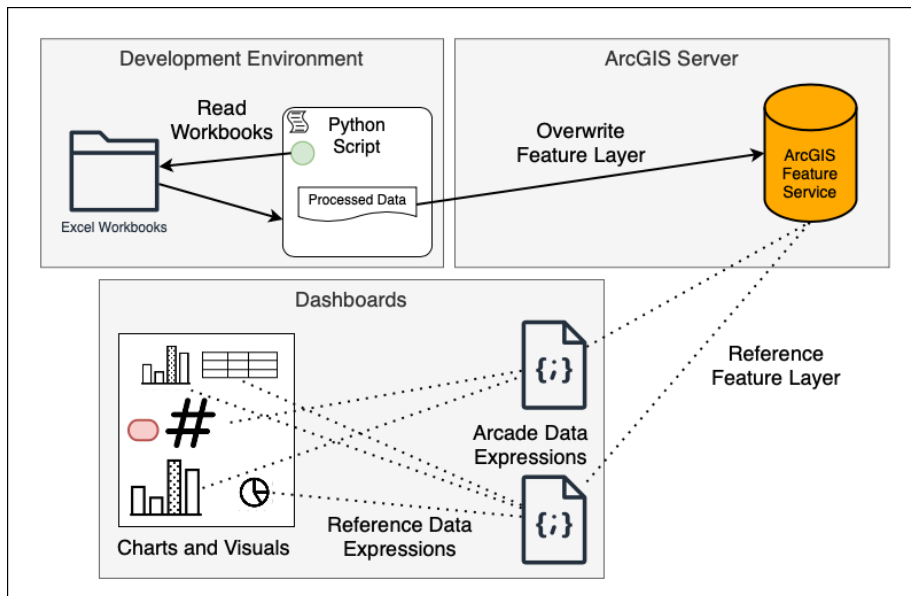 Development Environment
ArcGIS Server
Read
Workbooks
Python
Script
Processed Data
Excel Workbooks
Overwrite
Feature Layer
ArcGIS
Feature
Service
Dashboards
#
{;}
Reference
Feature Layer
Arcade Data
Expressions
{;}
Charts and Visuals
Reference Data
Expressions